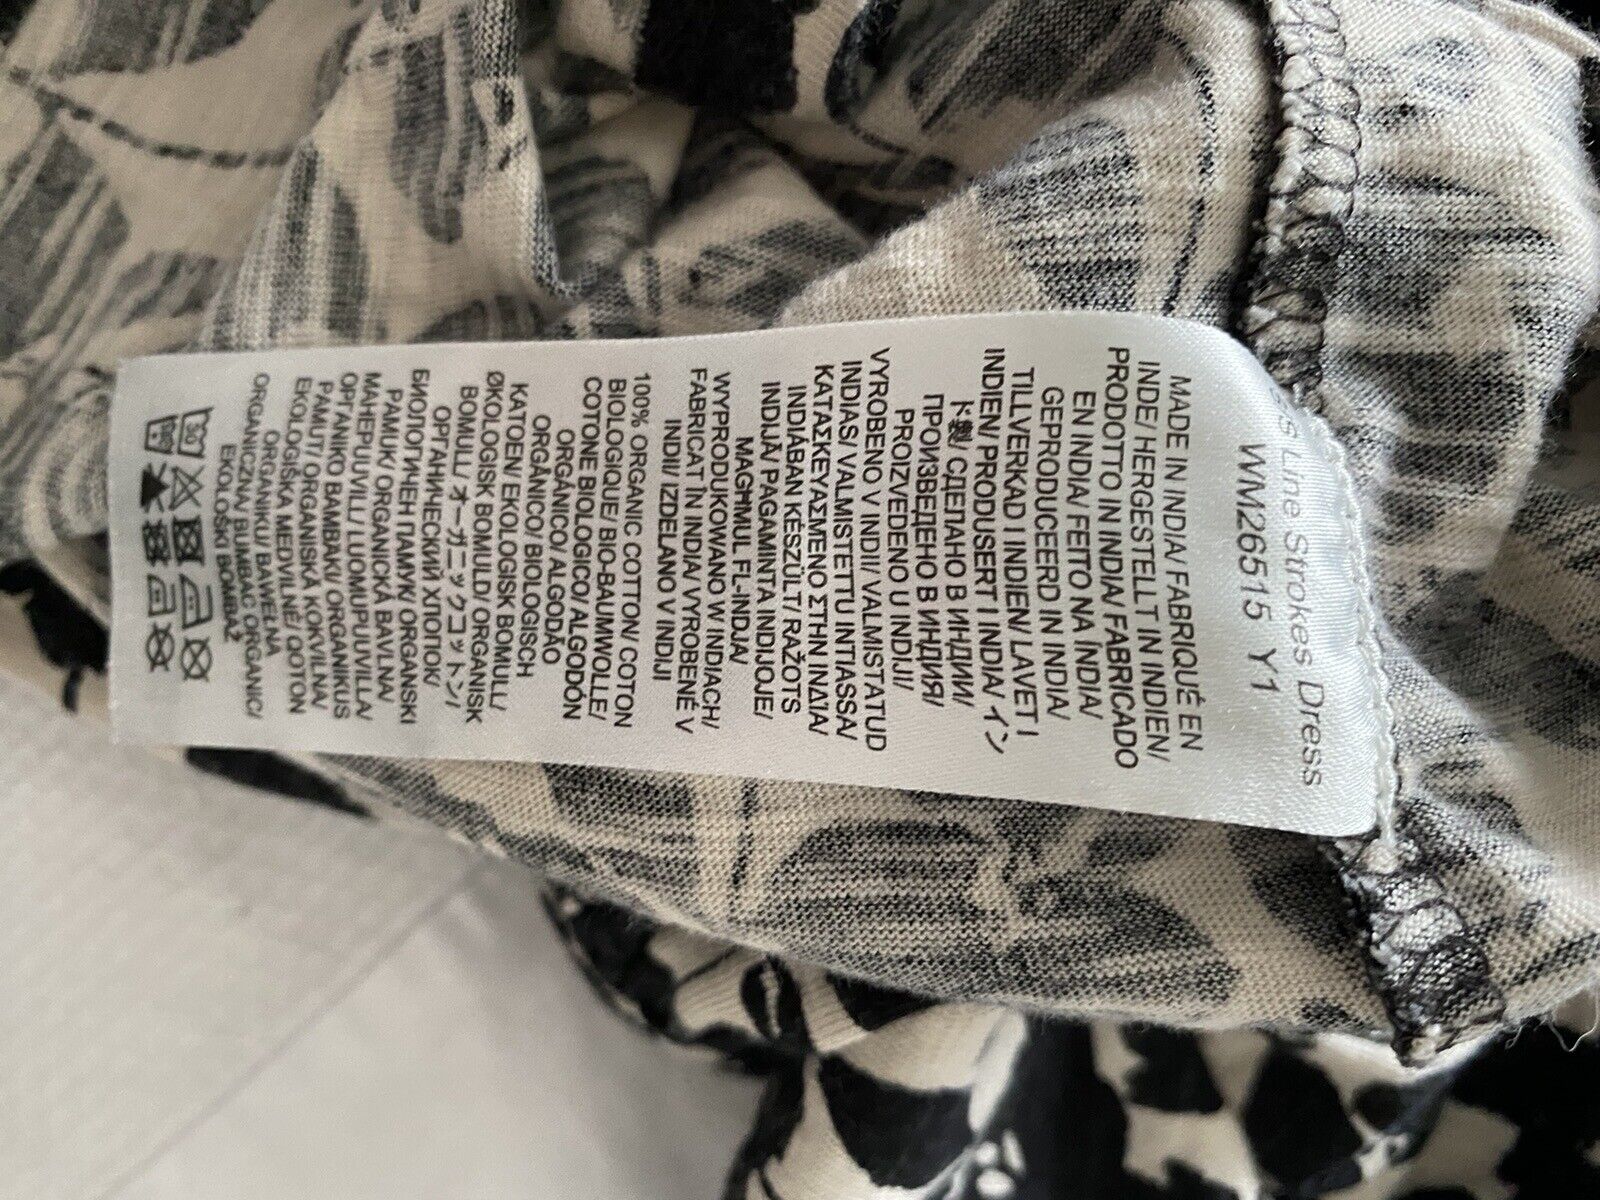 Line Strokes Dress
WM26515 Y1
MADE IN INDIA/ FABRIQUÉ EN
INDE/ HERGESTELLT IN INDIEN/
PRODOTTO IN INDIA/ FABRICADO
EN INDIA/ FEITO NA ÍNDIA/
GEPRODUCEERD IN INDIA/
TILLVERKAD I INDIEN/ LAVET I
INDIEN/ PRODUSERT I INDIA/ イン
ド製/ СДЕЛАНО В ИНДИИ/
ПРОИЗВЕДЕНО В ИНДИЯ/
PROIZVEDENO U INDIJI/
VYROBENO V INDII/ VALMISTATUD
INDIAS/ VALMISTETTU INTIASSA/
ΚΑΤΑΣΚΕΥΑΣΜΕΝΟ ΣΤΗΝ ΙΝΔΙΑ/
INDIÁBAN KÉSZÜLT/ RAŽOTS
INDIJĀ/ PAGAMINTA INDIJOJE/
MAGĦMUL FL-INDJA/
WYPRODUKOWANO W INDIACH/
FABRICAT ÎN INDIA/ VYROBENÉ V
INDII/ IZDELANO V INDIJI
100% ORGANIC COTTON/ COTON
BIOLOGIQUE/ BIO-BAUMWOLLE/
COTONE BIOLOGICO/ ALGODÓN
ORGÁNICO/ ALGODÃO
ORGÂNICO/ BIOLOGISCH
KATOEN/ EKOLOGISK BOMULL/
ØKOLOGISK BOMULD/ ORGANISK
BOMULL/ オーガニックコットン/
ОРГАНИЧЕСКИЙ ХЛОПОК/
БИОЛОГИЧЕН ПАМУК/ ORGANSKI
PAMUK/ ORGANICKÁ BAVLNA/
MAHEPUUVILL/ LUOMUPUUVILLA/
ΟΡΓΑΝΙΚΟ ΒΑΜΒΑΚΙ/ ORGANIKUS
PAMUT/ ORGANISKĀ KOKVILNA/
EKOLOGIŠKA MEDVILNĖ/ QOTON
ORGANIKU/ BAWEŁNA
ORGANICZNA/ BUMBAC ORGANIC/
EKOLOŠKI BOMBAŽ
30